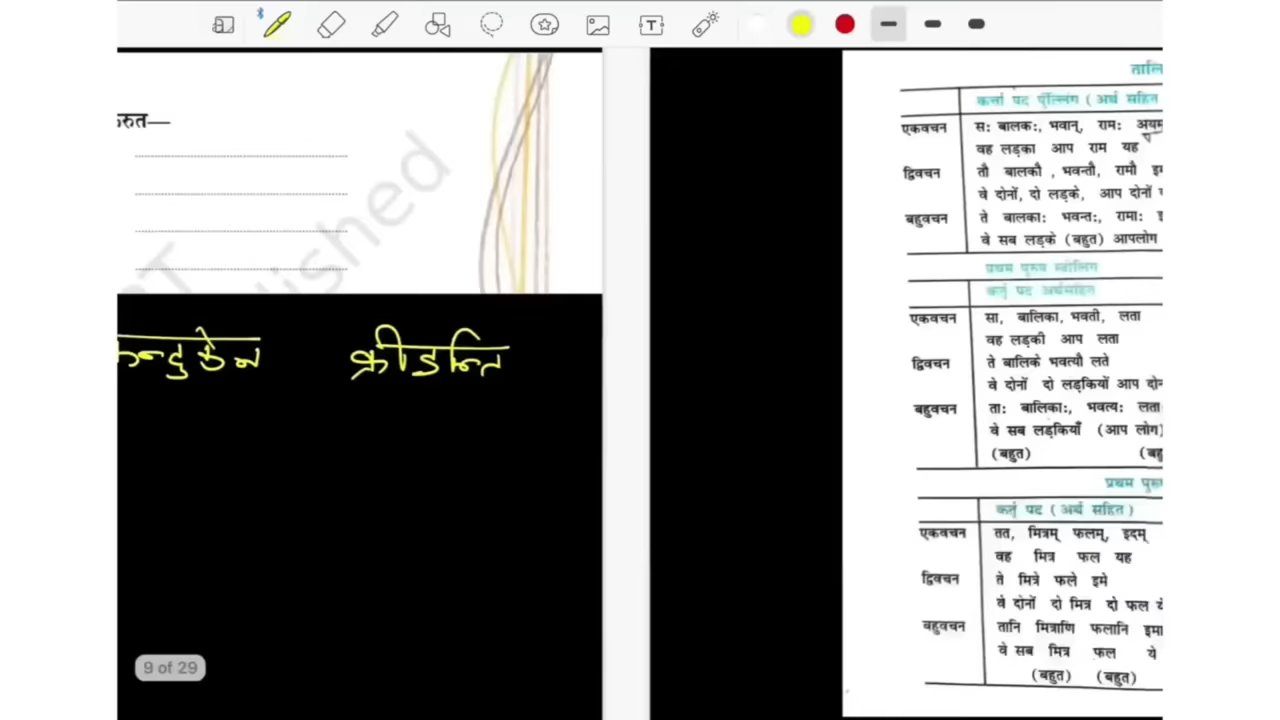 करुत—
कन्दुकेन क्रीडन्ति
9 of 29
कर्त्ता पद पुँल्लिंग ( अर्थ सहित
एकवचन सः बालकः, भवान्, रामः अयम
वह लड़का आप राम यह
द्विवचन तौ बालकौ , भवन्तौ, रामौ
वे दोनों, दो लड़के, आप दोनों
बहुवचन ते बालकाः भवन्तः, रामाः
वे सब लड़के (बहुत) आपलोग
प्रथम पुरुष स्त्रीलिंग
कर्तृ पद अर्थसहित
एकवचन सा, बालिका, भवती, लता
वह लड़की आप लता
द्विवचन ते बालिके भवत्यौ लते
वे दोनों दो लड़कियों आप
बहुवचन ताः बालिकाः, भवत्यः लता
वे सब लड़कियाँ (आप लोग)
(बहुत)
प्रथम
कर्तृ पद ( अर्थ सहित )
एकवचन तत, मित्रम् फलम्, इदम्
वह मित्र फल यह
द्विवचन ते मित्रे फले इमे
वे दोनों दो मित्र दो फल
बहुवचन तानि मित्राणि फलानि
वे सब मित्र फल ये
(बहुत) (बहुत)